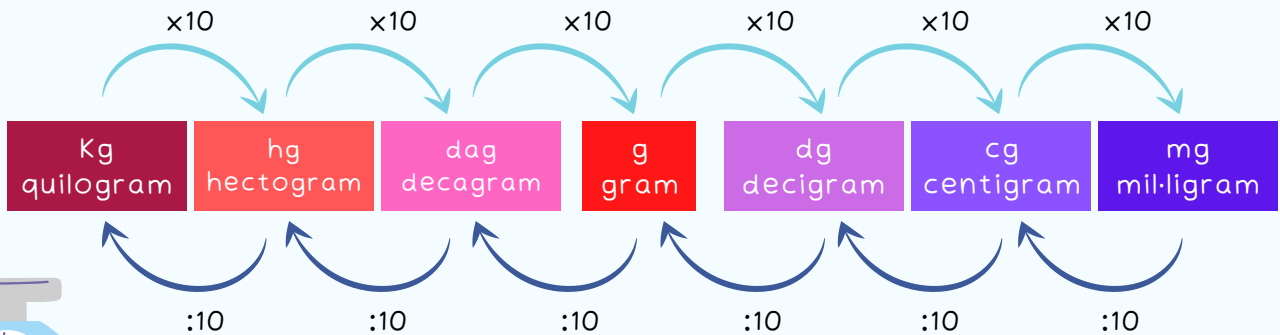 x10 x10 x10 x10 x10 x10
Kg hg dag g dg cg mg
quilogram hectogram decagram gram decigram centigram mil·ligram
:10 :10 :10 :10 :10 :10